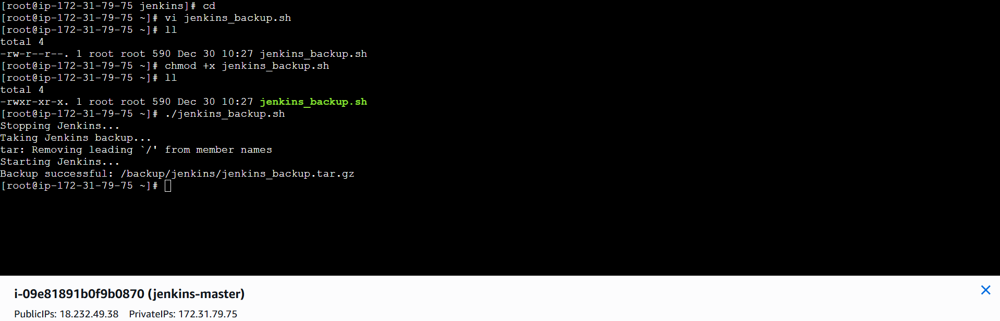 [root@ip-172-31-79-75 jenkins]# cd
[root@ip-172-31-79-75 ~]# vi jenkins_backup.sh
[root@ip-172-31-79-75 ~]# ll
total 4
-rw-r--r--. 1 root root 590 Dec 30 10:27 jenkins_backup.sh
[root@ip-172-31-79-75 ~]# chmod +x jenkins_backup.sh
[root@ip-172-31-79-75 ~]# ll
total 4
-rwxr-xr-x. 1 root root 590 Dec 30 10:27 jenkins_backup.sh
[root@ip-172-31-79-75 ~]# ./jenkins_backup.sh
Stopping Jenkins...
Taking Jenkins backup...
tar: Removing leading `/' from member names
Starting Jenkins...
Backup successful: /backup/jenkins/jenkins_backup.tar.gz
[root@ip-172-31-79-75 ~]#
i-09e81891b0f9b0870 (jenkins-master)
PublicIPs: 18.232.49.38 PrivateIPs: 172.31.79.75